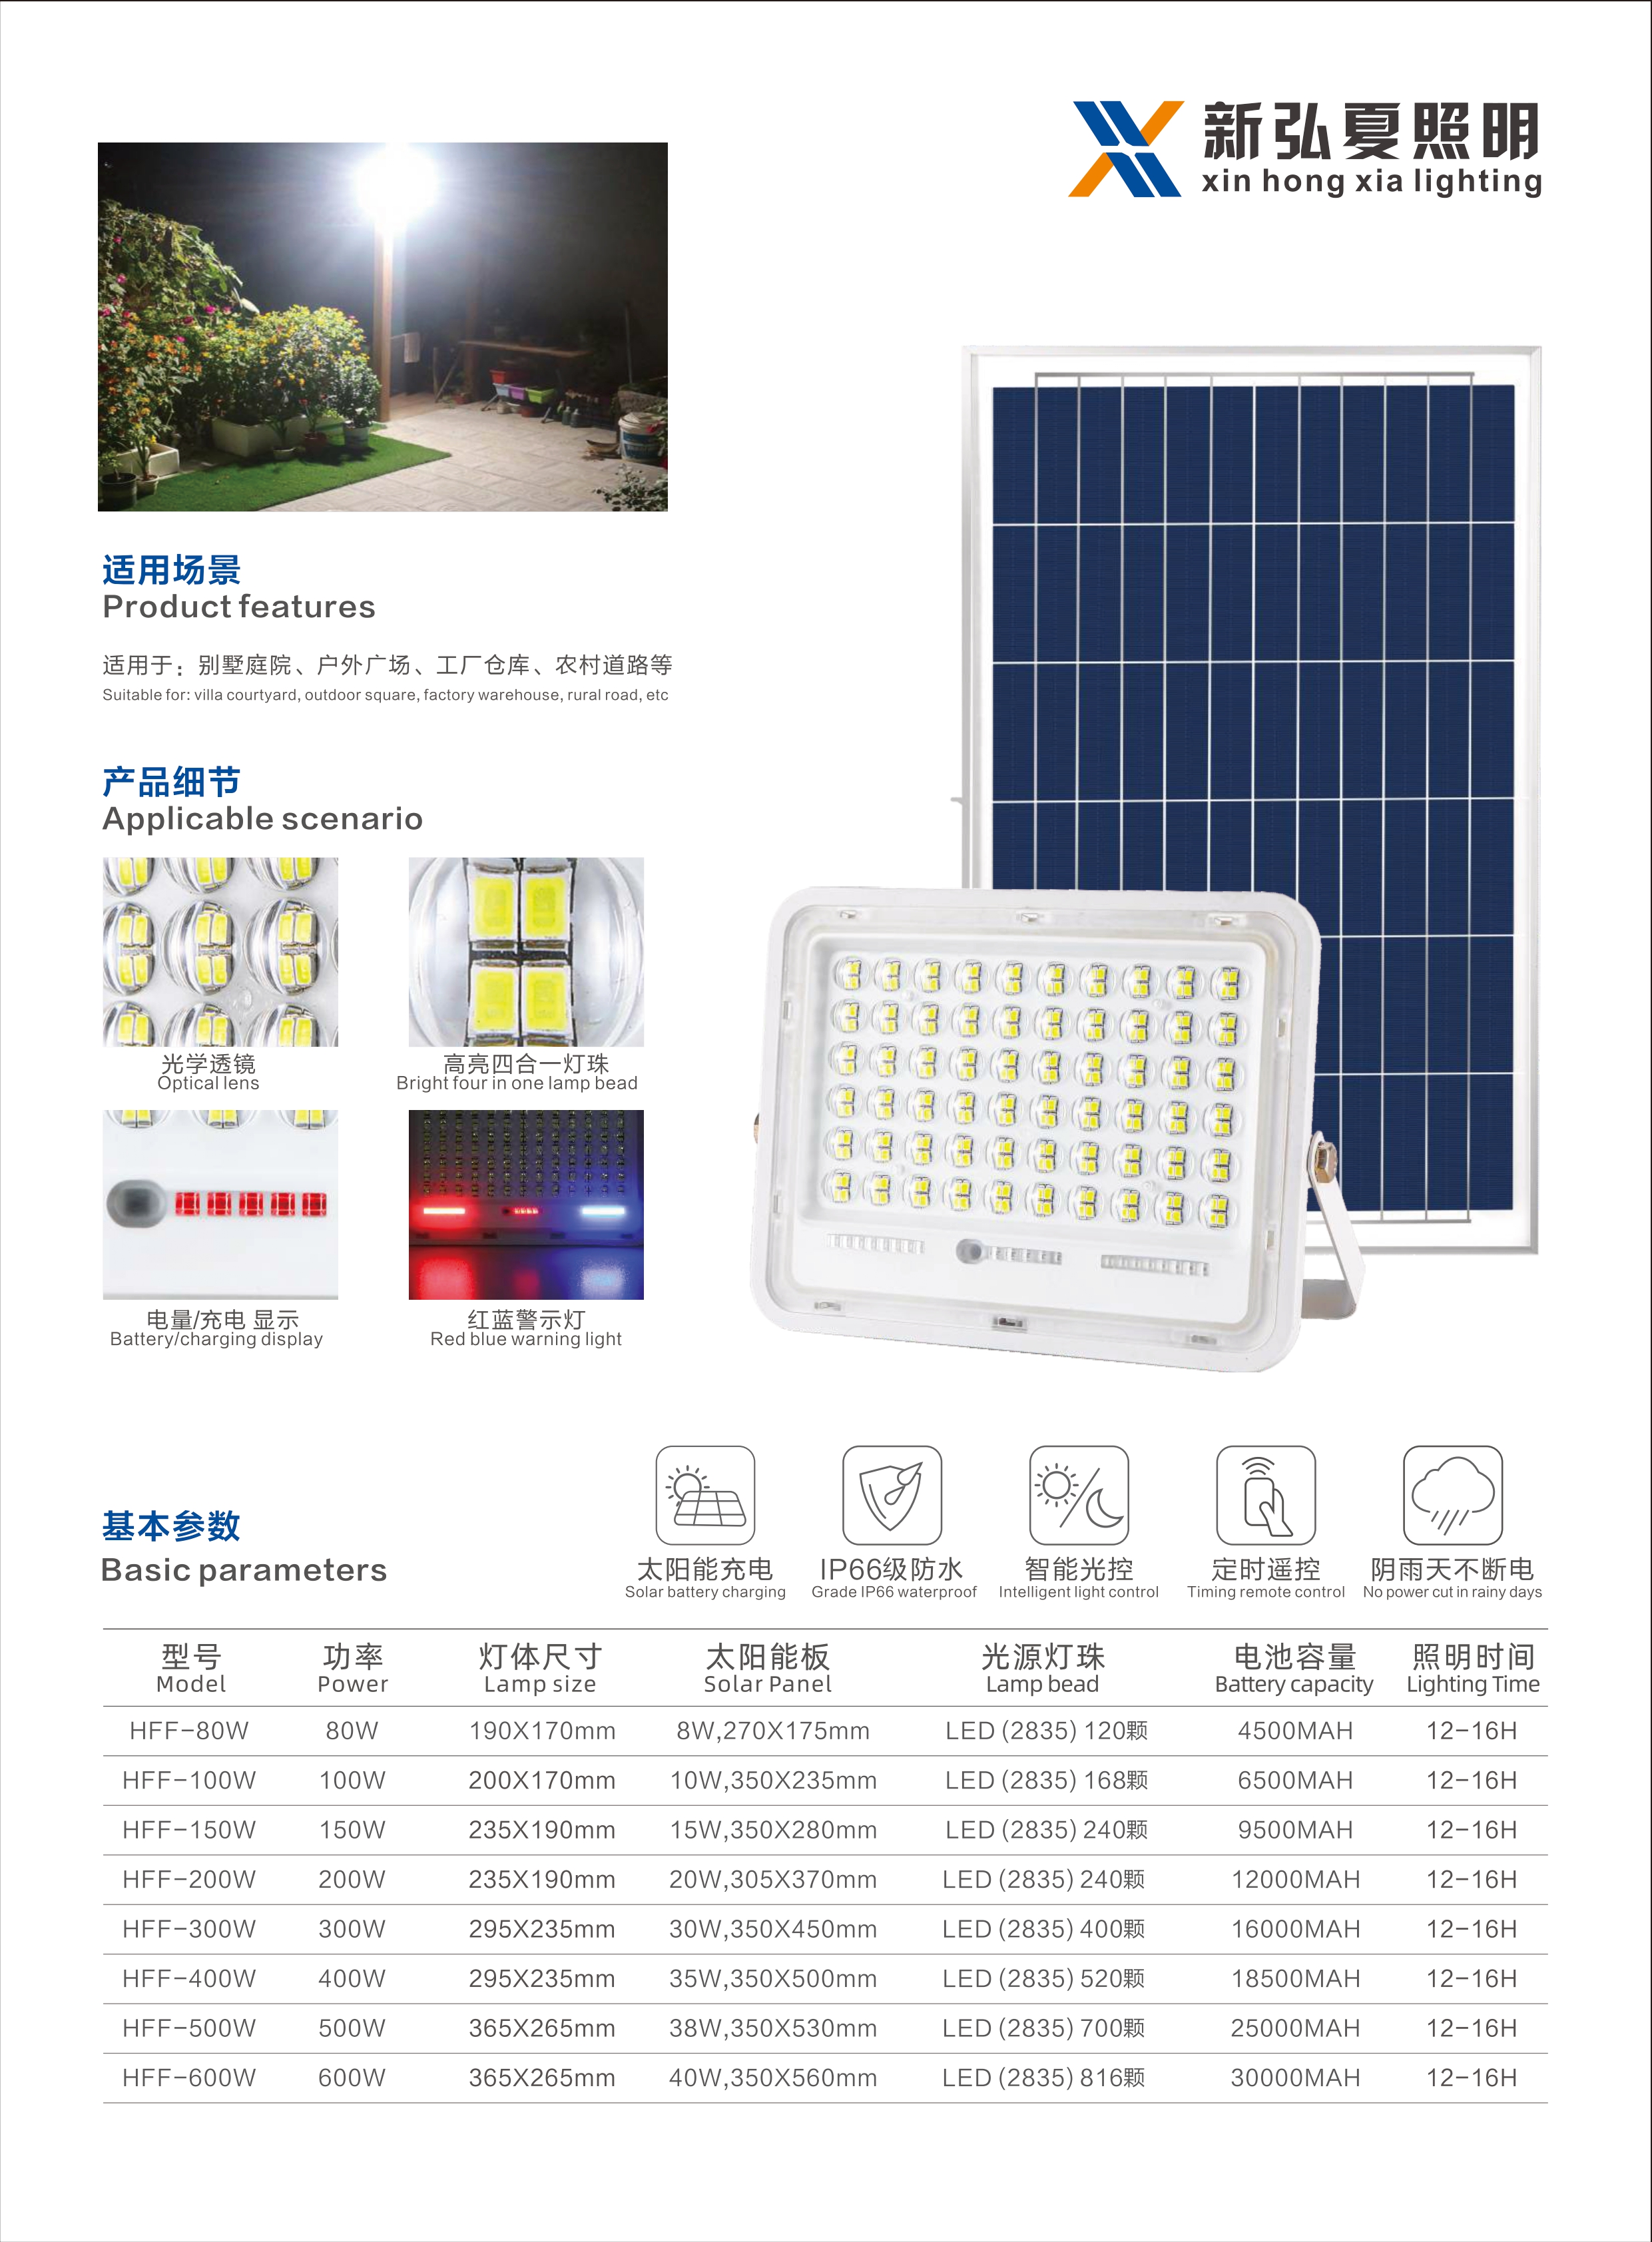 新弘夏照明
xin hong xia lighting
适用场景
Product features
适用于：别墅庭院、户外广场、工厂仓库、农村道路等
Suitable for: villa courtyard, outdoor square, factory warehouse, rural road, etc
产品细节
Applicable scenario
光学透镜
Optical lens
高亮四合一灯珠
Bright four in one lamp bead
电量/充电 显示
Battery/charging display
红蓝警示灯
Red blue warning light
太阳能充电
Solar battery charging
IP66级防水
Grade IP66 waterproof
智能光控
Intelligent light control
定时遥控
Timing remote control
阴雨天不断电
No power cut in rainy days
基本参数
Basic parameters
型号 功率 灯体尺寸 太阳能板 光源灯珠 电池容量 照明时间
Model Power Lamp size Solar Panel Lamp bead Battery capacity Lighting Time
HFF-80W 80W 190X170mm 8W,270X175mm LED (2835) 120颗 4500MAH 12-16H
HFF-100W 100W 200X170mm 10W,350X235mm LED (2835) 168颗 6500MAH 12-16H
HFF-150W 150W 235X190mm 15W,350X280mm LED (2835) 240颗 9500MAH 12-16H
HFF-200W 200W 235X190mm 20W,305X370mm LED (2835) 240颗 12000MAH 12-16H
HFF-300W 300W 295X235mm 30W,350X450mm LED (2835) 400颗 16000MAH 12-16H
HFF-400W 400W 295X235mm 35W,350X500mm LED (2835) 520颗 18500MAH 12-16H
HFF-500W 500W 365X265mm 38W,350X530mm LED (2835) 700颗 25000MAH 12-16H
HFF-600W 600W 365X265mm 40W,350X560mm LED (2835) 816颗 30000MAH 12-16H